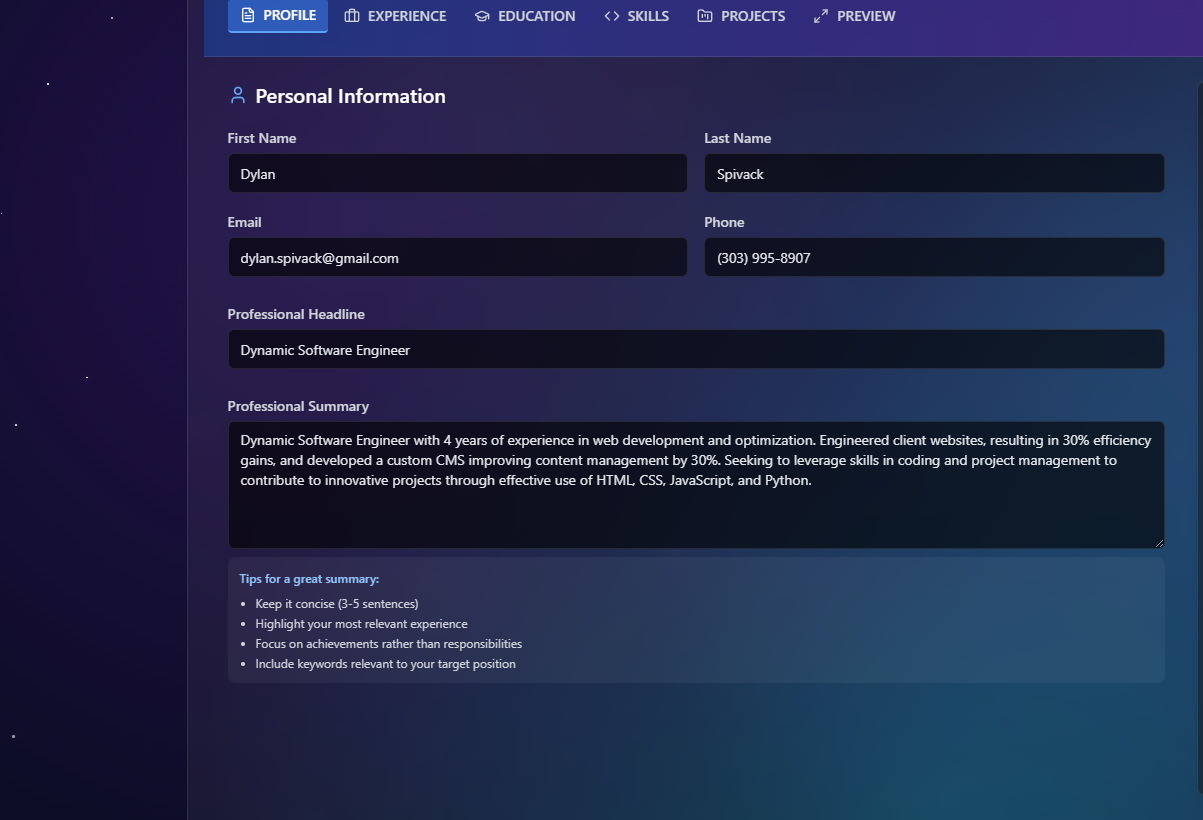 PROFILE EXPERIENCE EDUCATION SKILLS PROJECTS PREVIEW
Personal Information
First Name Last Name
Dylan Spivack
Email Phone
dylan.spivack@gmail.com (303) 995-8907
Professional Headline
Dynamic Software Engineer
Professional Summary
Dynamic Software Engineer with 4 years of experience in web development and optimization. Engineered client websites, resulting in 30% efficiency
gains, and developed a custom CMS improving content management by 30%. Seeking to leverage skills in coding and project management to
contribute to innovative projects through effective use of HTML, CSS, JavaScript, and Python.
Tips for a great summary:
• Keep it concise (3-5 sentences)
• Highlight your most relevant experience
• Focus on achievements rather than responsibilities
• Include keywords relevant to your target position